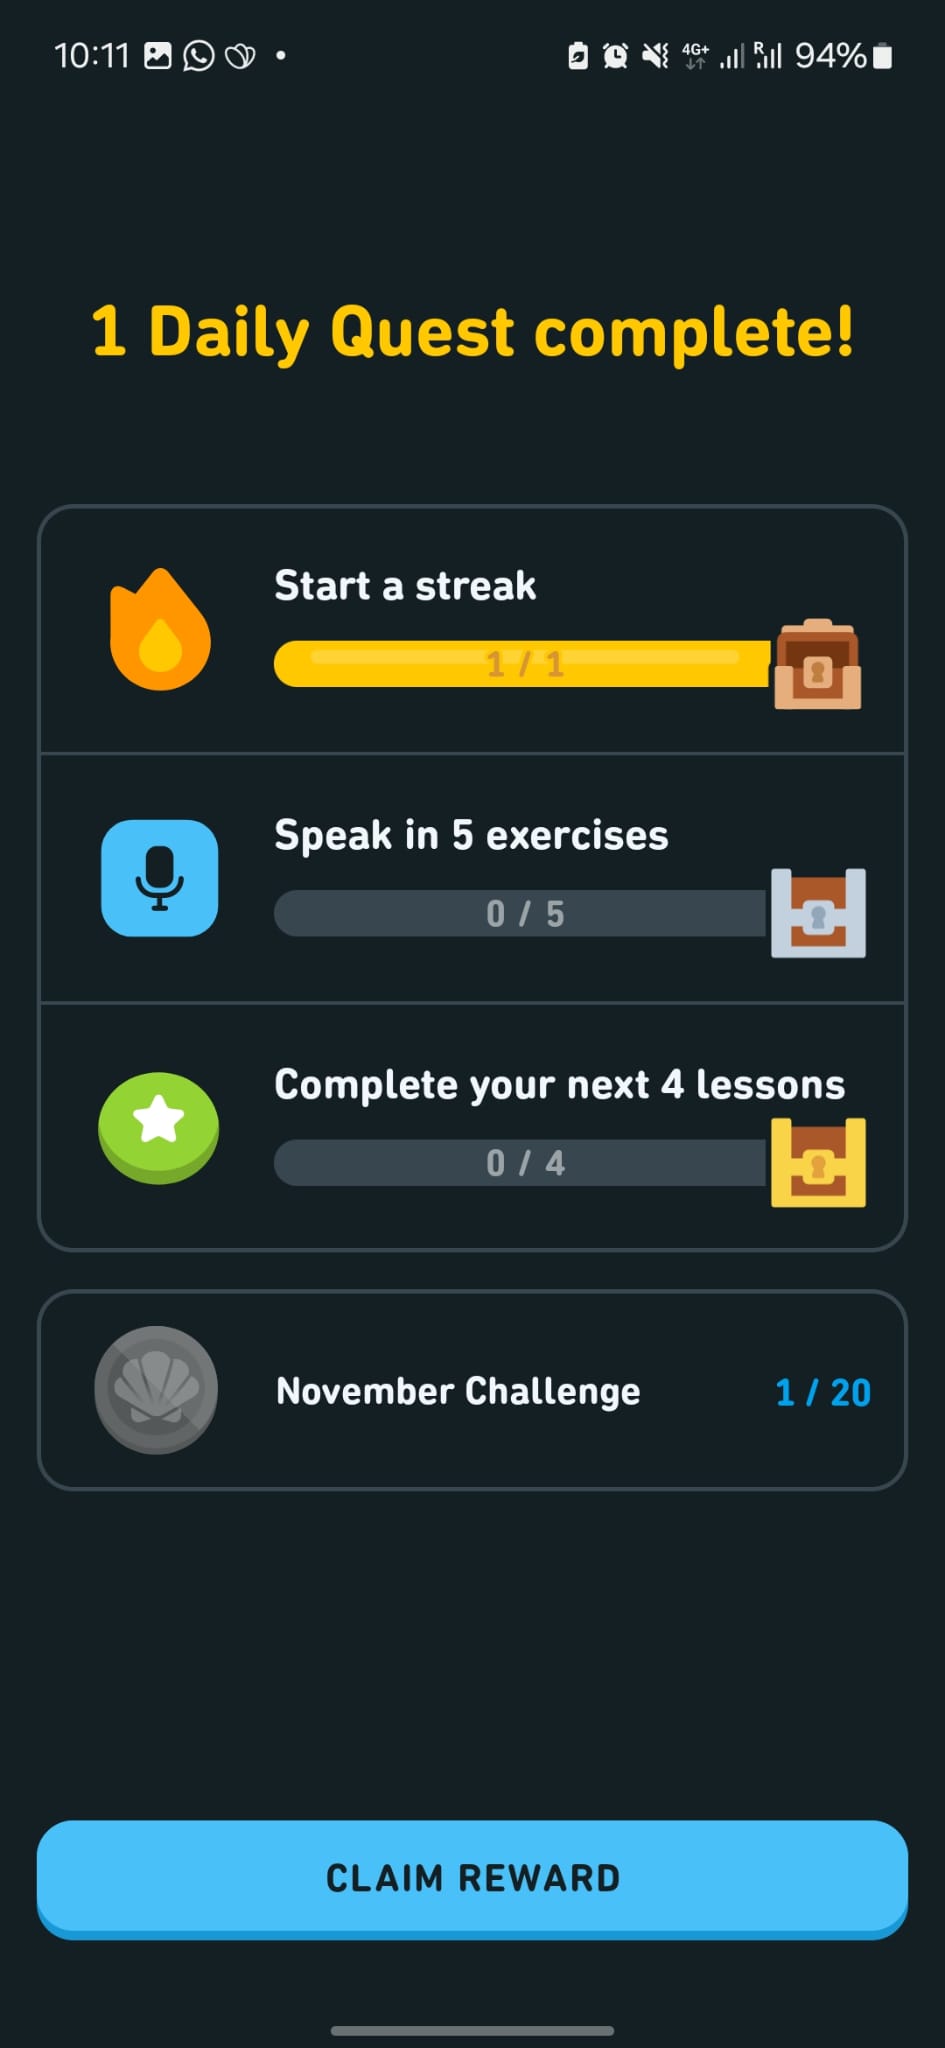 10:11 4G+ R 94%
1 Daily Quest complete!
Start a streak
1 / 1
Speak in 5 exercises
0 / 5
Complete your next 4 lessons
0 / 4
November Challenge 1 / 20
CLAIM REWARD